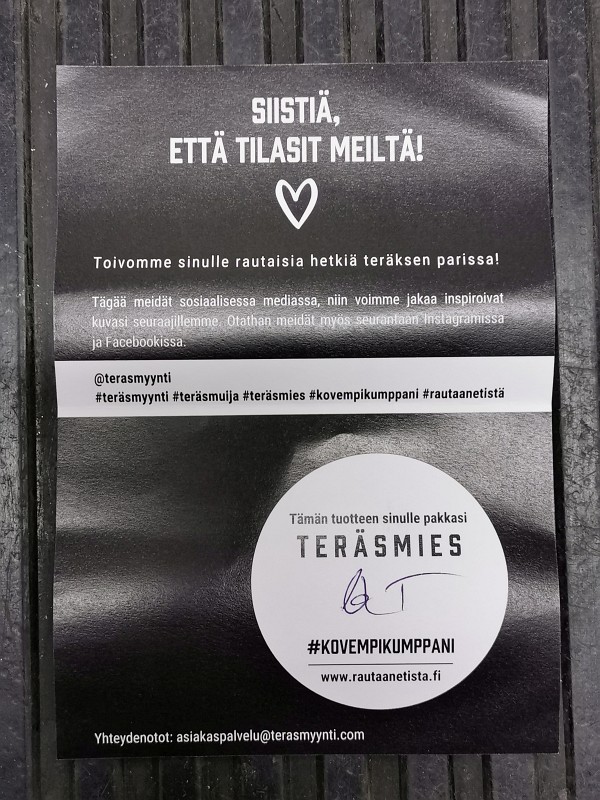 SIISTIÄ,
ETTÄ TILASIT MEILTÄ!
Toivomme sinulle rautaisia hetkiä teräksen parissa!
Tägää meidät sosiaalisessa mediassa, niin voimme jakaa inspiroivat
kuvasi seuraajillemme. Otathan meidät myös seurantaan Instagramissa
ja Facebookissa.
@terasmyynti
#teräsmyynti #teräsmuija #teräsmies #kovempikumppani #rautaanetistä
Tämän tuotteen sinulle pakkasi
TERÄSMIES
#KOVEMPIKUMPPANI
www.rautaanetista.fi
Yhteydenotot: asiakaspalvelu@terasmyynti.com